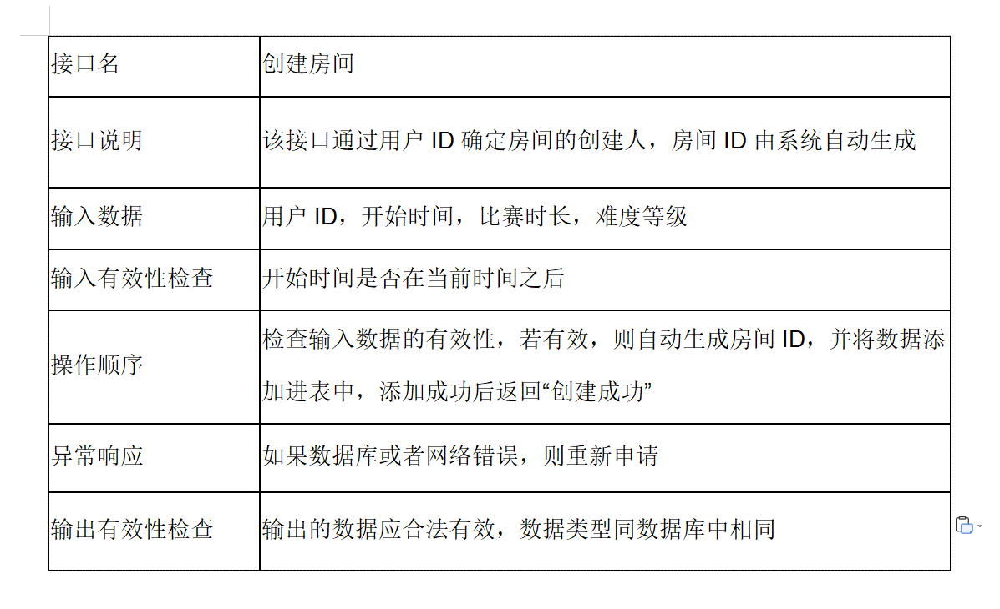 接口名
创建房间
接口说明
该接口通过用户 ID 确定房间的创建人，房间 ID 由系统自动生成
输入数据
用户 ID，开始时间，比赛时长，难度等级
输入有效性检查
开始时间是否在当前时间之后
操作顺序
检查输入数据的有效性，若有效，则自动生成房间 ID，并将数据添
加进表中，添加成功后返回“创建成功”
异常响应
如果数据库或者网络错误，则重新申请
输出有效性检查
输出的数据应合法有效，数据类型同数据库中相同